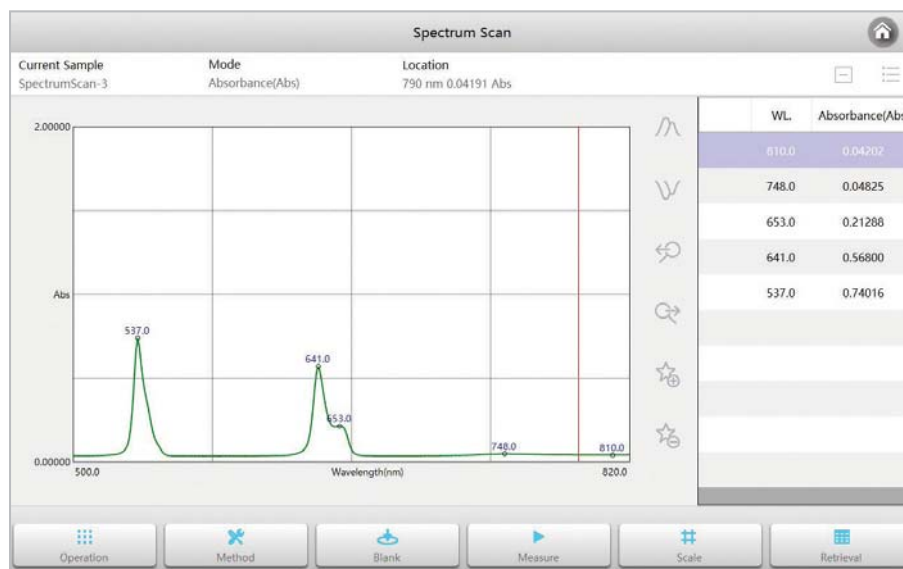 Spectrum Scan
Current Sample
SpectrumScan-3
Mode
Absorbance(Abs)
Location
790 nm 0.04191 Abs
2.00000
Abs
0.00000
537.0
641.0
653.0
748.0
810.0
500.0
Wavelength(nm)
820.0
WL. Absorbance(Abs
810.0 0.04202
748.0 0.04825
653.0 0.21288
641.0 0.56800
537.0 0.74016
Operation
Method
Blank
Measure
Scale
Retrieval